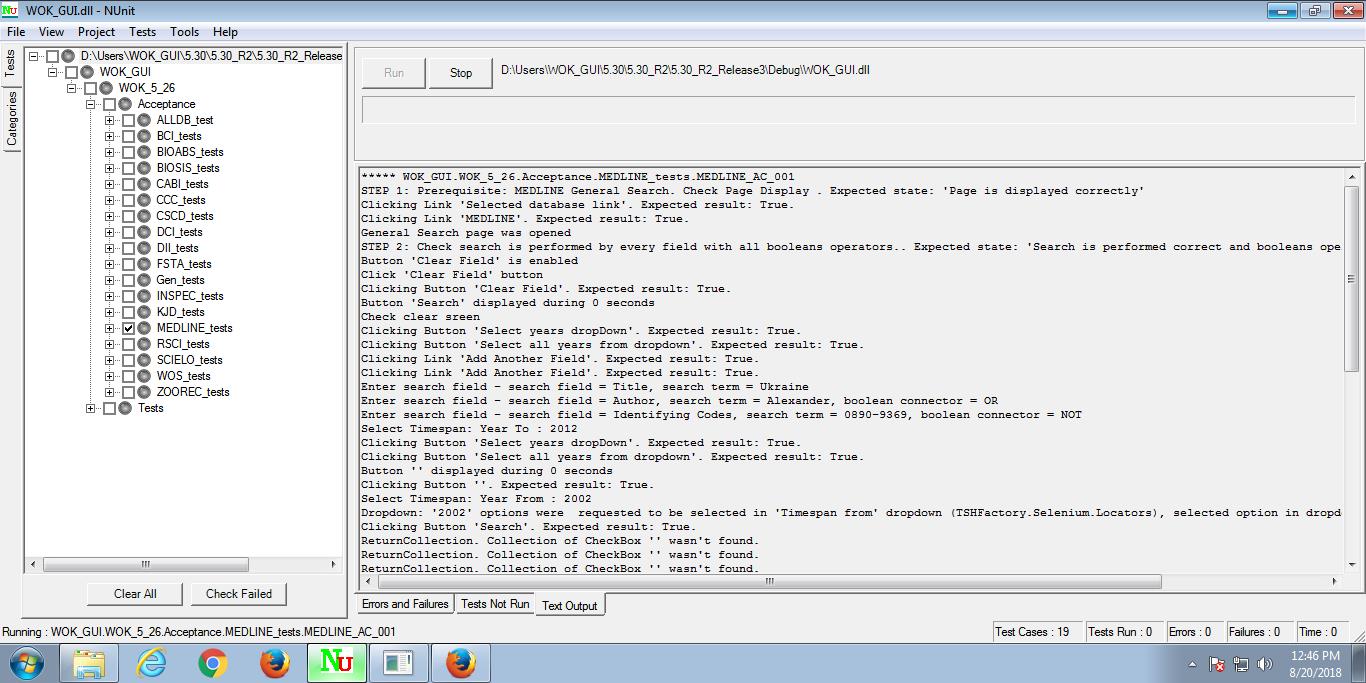 WOK_GUI.dll - NUnit
File View Project Tests Tools Help
Tests
Categories
D:\Users\WOK_GUI\5.30\5.30_R2\5.30_R2_Release
WOK_GUI
WOK_5_26
Acceptance
ALLDB_test
BCI_tests
BIOABS_tests
BIOSIS_tests
CABI_tests
CCC_tests
CSCD_tests
DCI_tests
DII_tests
FSTA_tests
Gen_tests
INSPEC_tests
KJD_tests
MEDLINE_tests
RSCI_tests
SCIELO_tests
WOS_tests
ZOOREC_tests
Tests
Clear All Check Failed
Run Stop D:\Users\WOK_GUI\5.30\5.30_R2\5.30_R2_Release3\Debug\WOK_GUI.dll
***** WOK_GUI.WOK_5_26.Acceptance.MEDLINE_tests.MEDLINE_AC_001
STEP 1: Prerequisite: MEDLINE General Search. Check Page Display . Expected state: 'Page is displayed correctly'
Clicking Link 'Selected database link'. Expected result: True.
Clicking Link 'MEDLINE'. Expected result: True.
General Search page was opened
STEP 2: Check search is performed by every field with all booleans operators.. Expected state: 'Search is performed correct and booleans ope
Button 'Clear Field' is enabled
Click 'Clear Field' button
Clicking Button 'Clear Field'. Expected result: True.
Button 'Search' displayed during 0 seconds
Check clear sreen
Clicking Button 'Select years dropDown'. Expected result: True.
Clicking Button 'Select all years from dropdown'. Expected result: True.
Clicking Link 'Add Another Field'. Expected result: True.
Clicking Link 'Add Another Field'. Expected result: True.
Enter search field - search field = Title, search term = Ukraine
Enter search field - search field = Author, search term = Alexander, boolean connector = OR
Enter search field - search field = Identifying Codes, search term = 0890-9369, boolean connector = NOT
Select Timespan: Year To : 2012
Clicking Button 'Select years dropDown'. Expected result: True.
Clicking Button 'Select all years from dropdown'. Expected result: True.
Button '' displayed during 0 seconds
Clicking Button ''. Expected result: True.
Select Timespan: Year From : 2002
Dropdown: '2002' options were  requested to be selected in 'Timespan from' dropdown (TSHFactory.Selenium.Locators), selected option in dropd
Clicking Button 'Search'. Expected result: True.
ReturnCollection. Collection of CheckBox '' wasn't found.
ReturnCollection. Collection of CheckBox '' wasn't found.
ReturnCollection. Collection of CheckBox '' wasn't found.
Errors and Failures Tests Not Run Text Output
Running : WOK_GUI.WOK_5_26.Acceptance.MEDLINE_tests.MEDLINE_AC_001 Test Cases : 19 Tests Run : 0 Errors : 0 Failures : 0 Time : 0
Nu
12:46 PM
8/20/2018